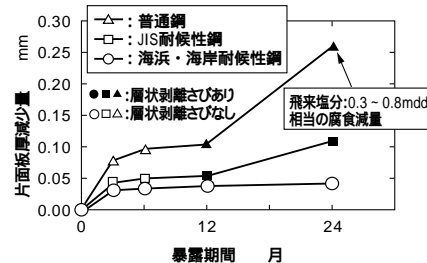 0.30
0.25
0.20
0.15
0.10
0.05
0.00
mm
片面板厚減少量
△：普通鋼
□：JIS耐候性鋼
○：海浜・海岸耐候性鋼
●■▲：層状剥離さびあり
○□△：層状剥離さびなし
飛来塩分:0.3 ~ 0.8mdd
相当の腐食減量
0
6
12
24
暴露期間 月